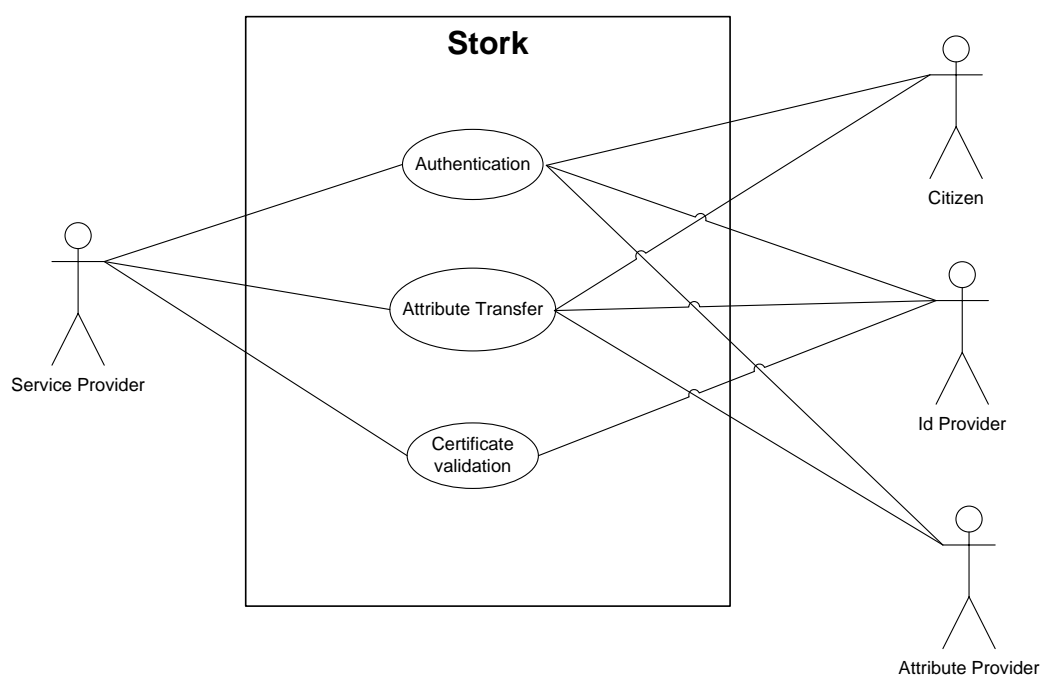 Stork
Authentication
Citizen
Attribute Transfer
Service Provider
Id Provider
Certificate
validation
Attribute Provider